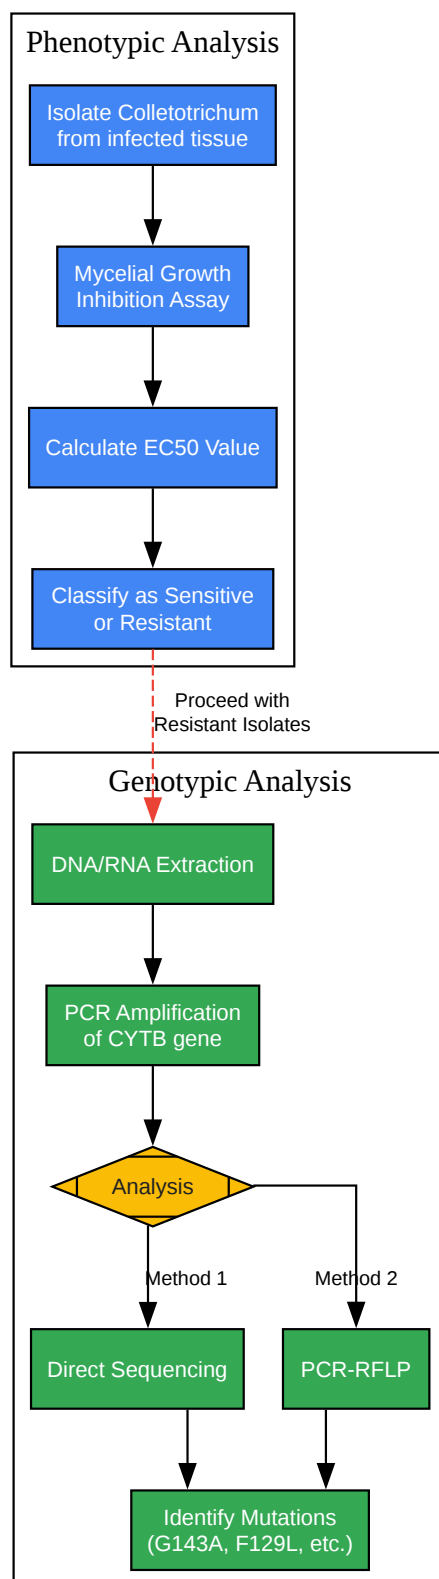 Phenotypic Analysis
Isolate Colletotrichum
from infected tissue
Mycelial Growth
Inhibition Assay
Calculate EC50 Value
Classify as Sensitive
or Resistant
Proceed with
Resistant Isolates
Genotypic Analysis
DNA/RNA Extraction
PCR Amplification
of CYTB gene
Analysis
Method 1
Method 2
Direct Sequencing
PCR-RFLP
Identify Mutations
(G143A, F129L, etc.)